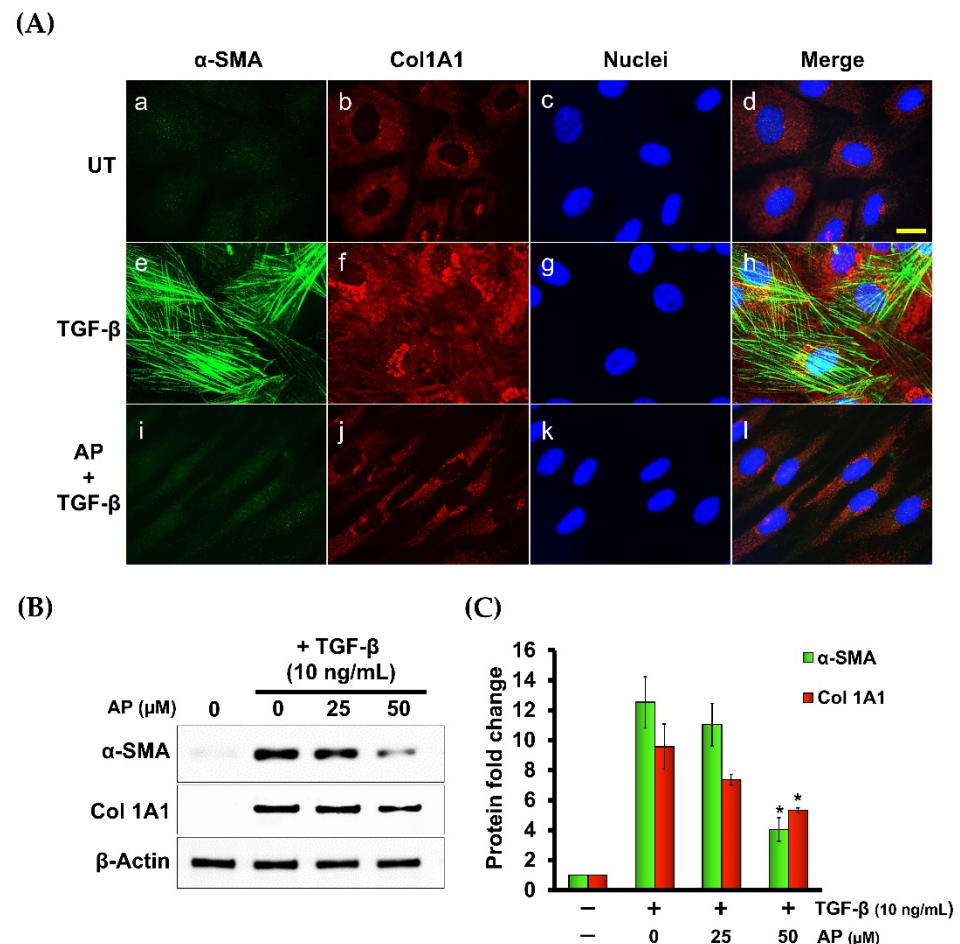 (A)
α-SMA Col1A1 Nuclei Merge
UT a b c d
TGF-β e f g h
AP + TGF-β i j k l
(B)
+ TGF-β
(10 ng/mL)
AP (μM) 0 0 25 50
α-SMA
Col 1A1
β-Actin
(C)
Protein fold change
16
14
12
10
8
6
4
2
0
α-SMA
Col 1A1
* *
– + + + TGF-β (10 ng/mL)
– 0 25 50 AP (μM)